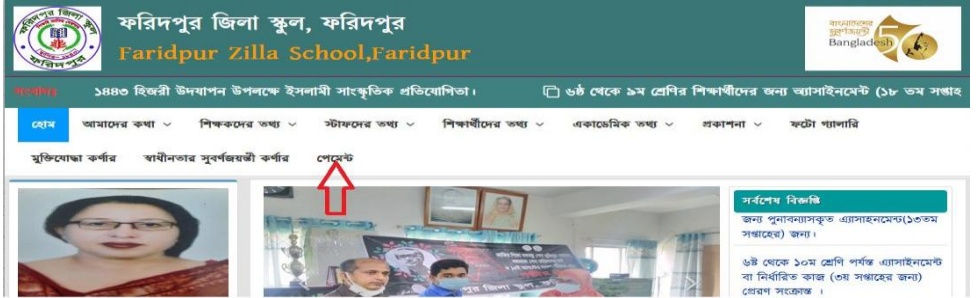 ফরিদপুর জিলা স্কুল, ফরিদপুর
Faridpur Zilla School,Faridpur
বাংলাদেশের
সুবর্ণজয়ন্তী
Bangladesh 50
সংবাদঃ ১৪৪৩ হিজরী উদযাপন উপলক্ষে ইসলামী সাংস্কৃতিক প্রতিযোগিতা। ৬ষ্ঠ থেকে ৯ম শ্রেণির শিক্ষার্থীদের জন্য অ্যাসাইনমেন্ট (১৮ তম সপ্তাহ
হোম আমাদের কথা শিক্ষকদের তথ্য স্টাফদের তথ্য শিক্ষার্থীদের তথ্য একাডেমিক তথ্য প্রকাশনা ফটো গ্যালারি
মুক্তিযোদ্ধা কর্ণার স্বাধীনতার সুবর্ণজয়ন্তী কর্ণার পেমেন্ট
সর্বশেষ বিজ্ঞপ্তি
জন্য পুনাবন্যাসকৃত এ্যাসাইনমেন্ট(১৩তম
সপ্তাহের) জন্য।
৬ষ্ট থেকে ১০ম শ্রেণি পর্যন্ত এ্যাসাইনমেন্ট
বা নির্ধারিত কাজ (৩য় সপ্তাহের জন্য)
প্রেরণ সংক্রান্ত ।